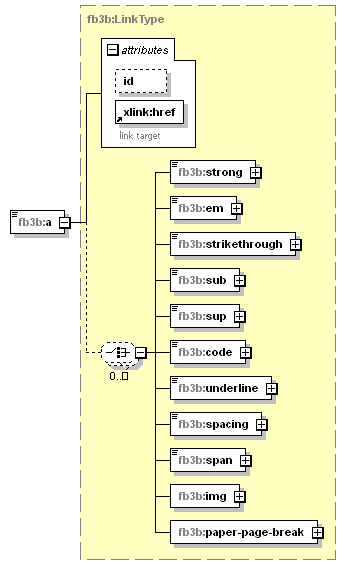 fb3b:LinkType
attributes
id
xlink:href
link target
fb3b:a
fb3b:strong
fb3b:em
fb3b:strikethrough
fb3b:sub
fb3b:sup
fb3b:code
0..□
fb3b:underline
fb3b:spacing
fb3b:span
fb3b:img
fb3b:paper-page-break